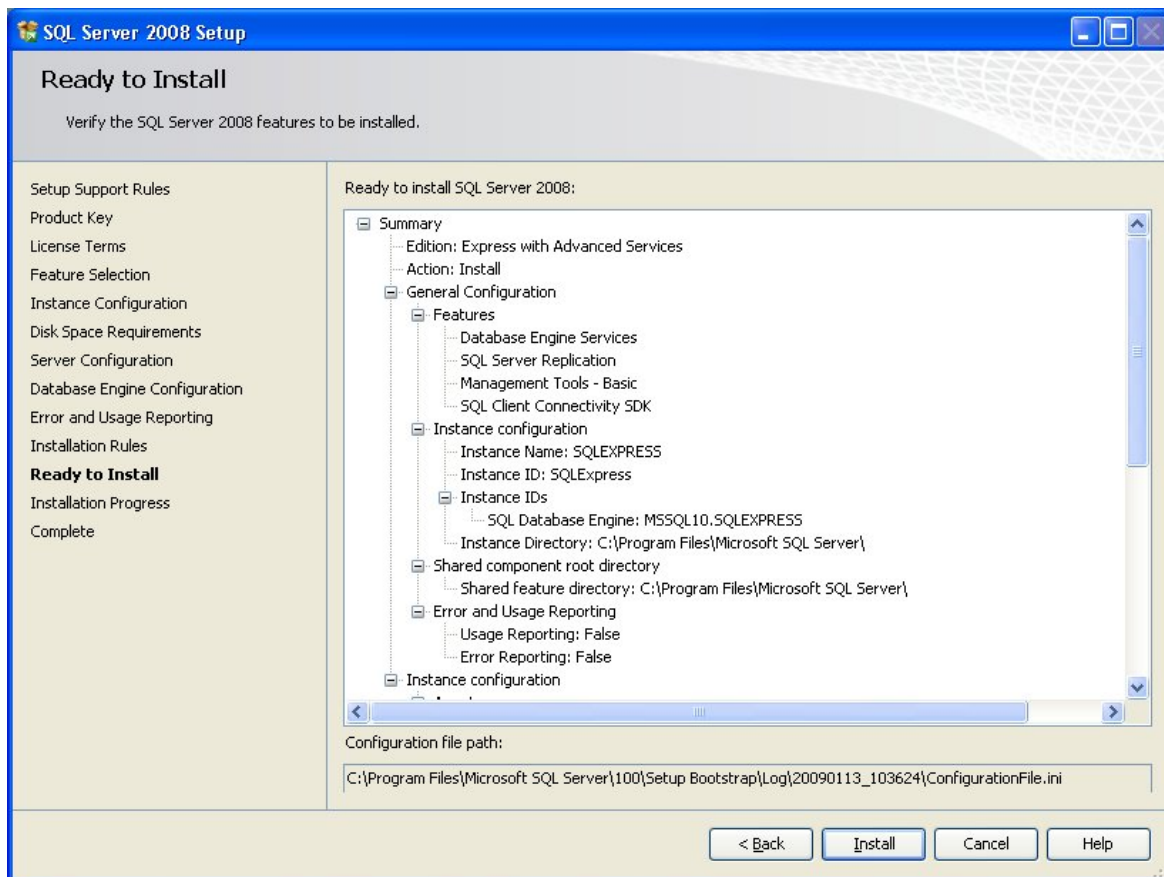 SQL Server 2008 Setup
Ready to Install
Verify the SQL Server 2008 features to be installed.
Setup Support Rules
Product Key
License Terms
Feature Selection
Instance Configuration
Disk Space Requirements
Server Configuration
Database Engine Configuration
Error and Usage Reporting
Installation Rules
Ready to Install
Installation Progress
Complete
Ready to install SQL Server 2008:
Summary
Edition: Express with Advanced Services
Action: Install
General Configuration
Features
Database Engine Services
SQL Server Replication
Management Tools - Basic
SQL Client Connectivity SDK
Instance configuration
Instance Name: SQLEXPRESS
Instance ID: SQLExpress
Instance IDs
SQL Database Engine: MSSQL10.SQLEXPRESS
Instance Directory: C:\Program Files\Microsoft SQL Server\
Shared component root directory
Shared feature directory: C:\Program Files\Microsoft SQL Server\
Error and Usage Reporting
Usage Reporting: False
Error Reporting: False
Instance configuration
Configuration file path:
C:\Program Files\Microsoft SQL Server\100\Setup Bootstrap\Log\20090113_103624\ConfigurationFile.ini
< Back
Install
Cancel
Help